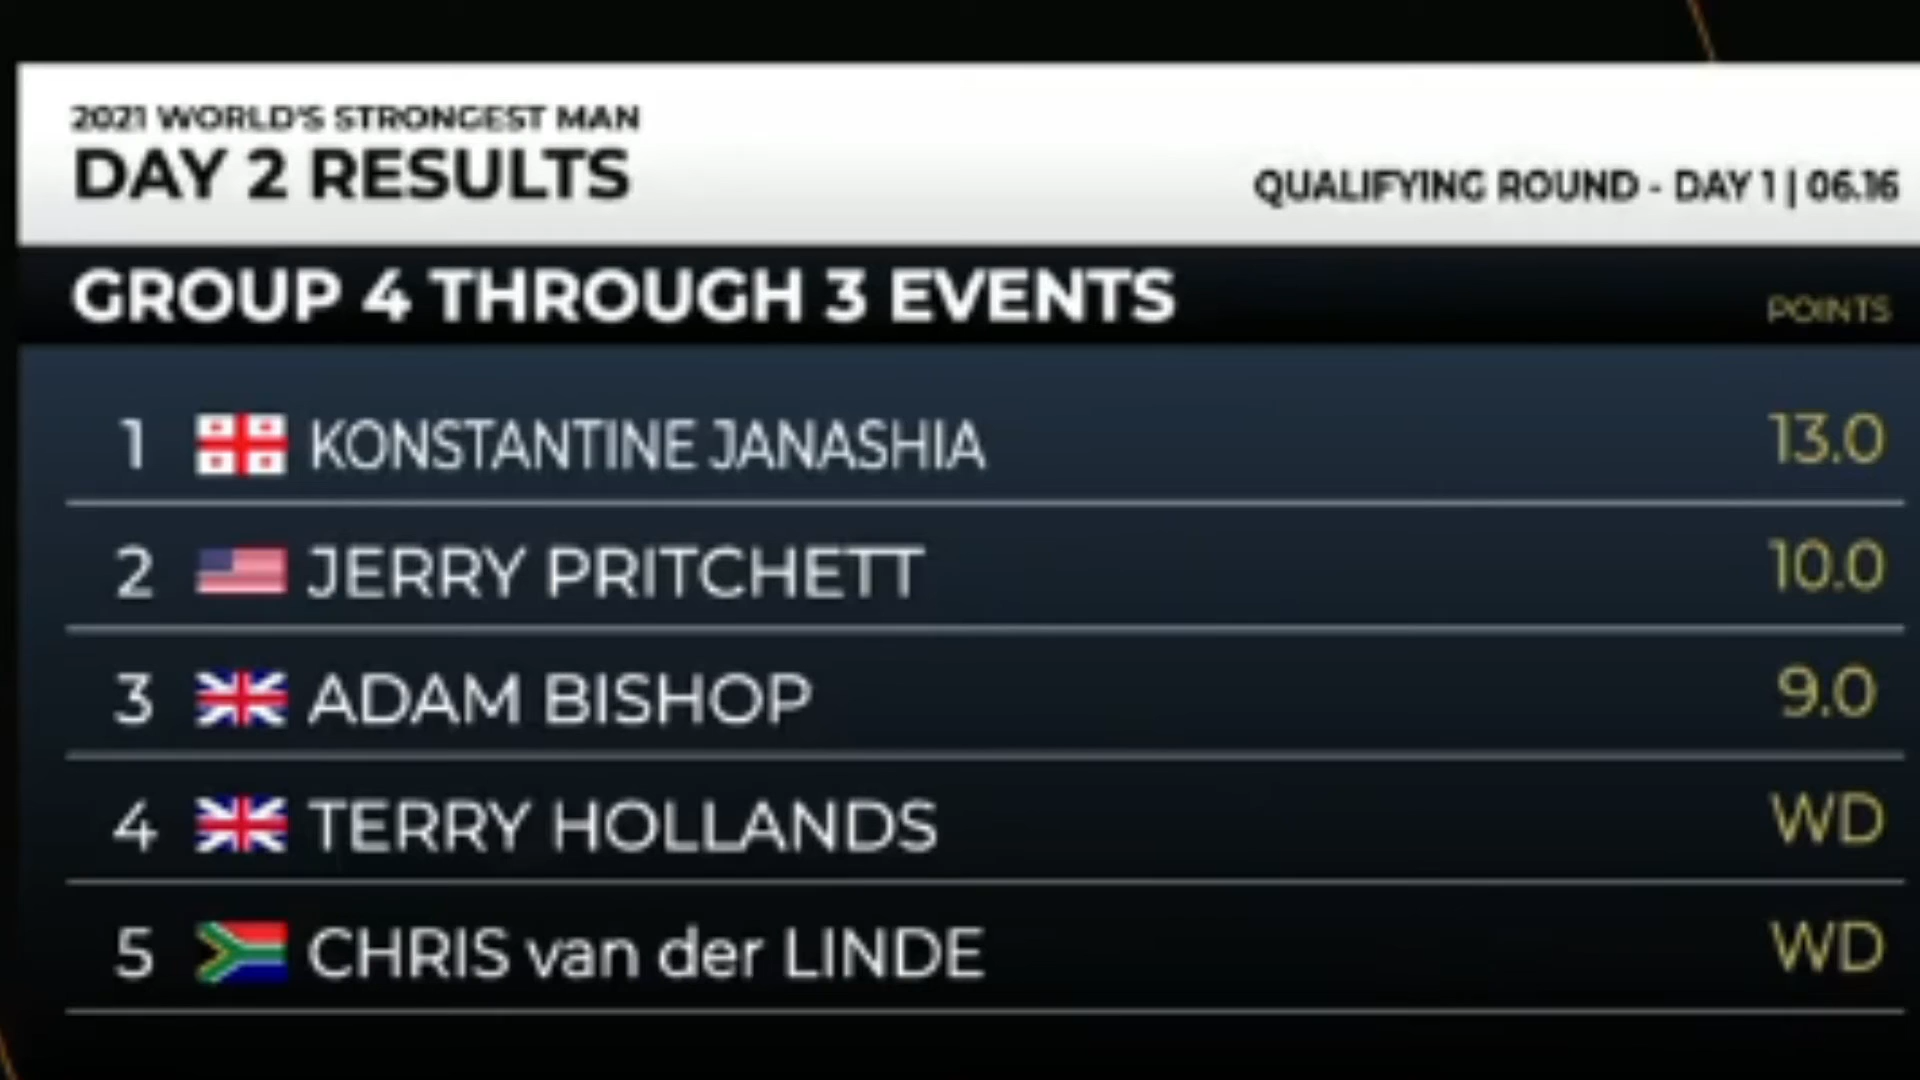 2021 WORLD'S STRONGEST MAN
DAY 2 RESULTS
QUALIFYING ROUND - DAY 1 | 06.16
GROUP 4 THROUGH 3 EVENTS POINTS
1 KONSTANTINE JANASHIA 13.0
2 JERRY PRITCHETT 10.0
3 ADAM BISHOP 9.0
4 TERRY HOLLANDS WD
5 CHRIS van der LINDE WD